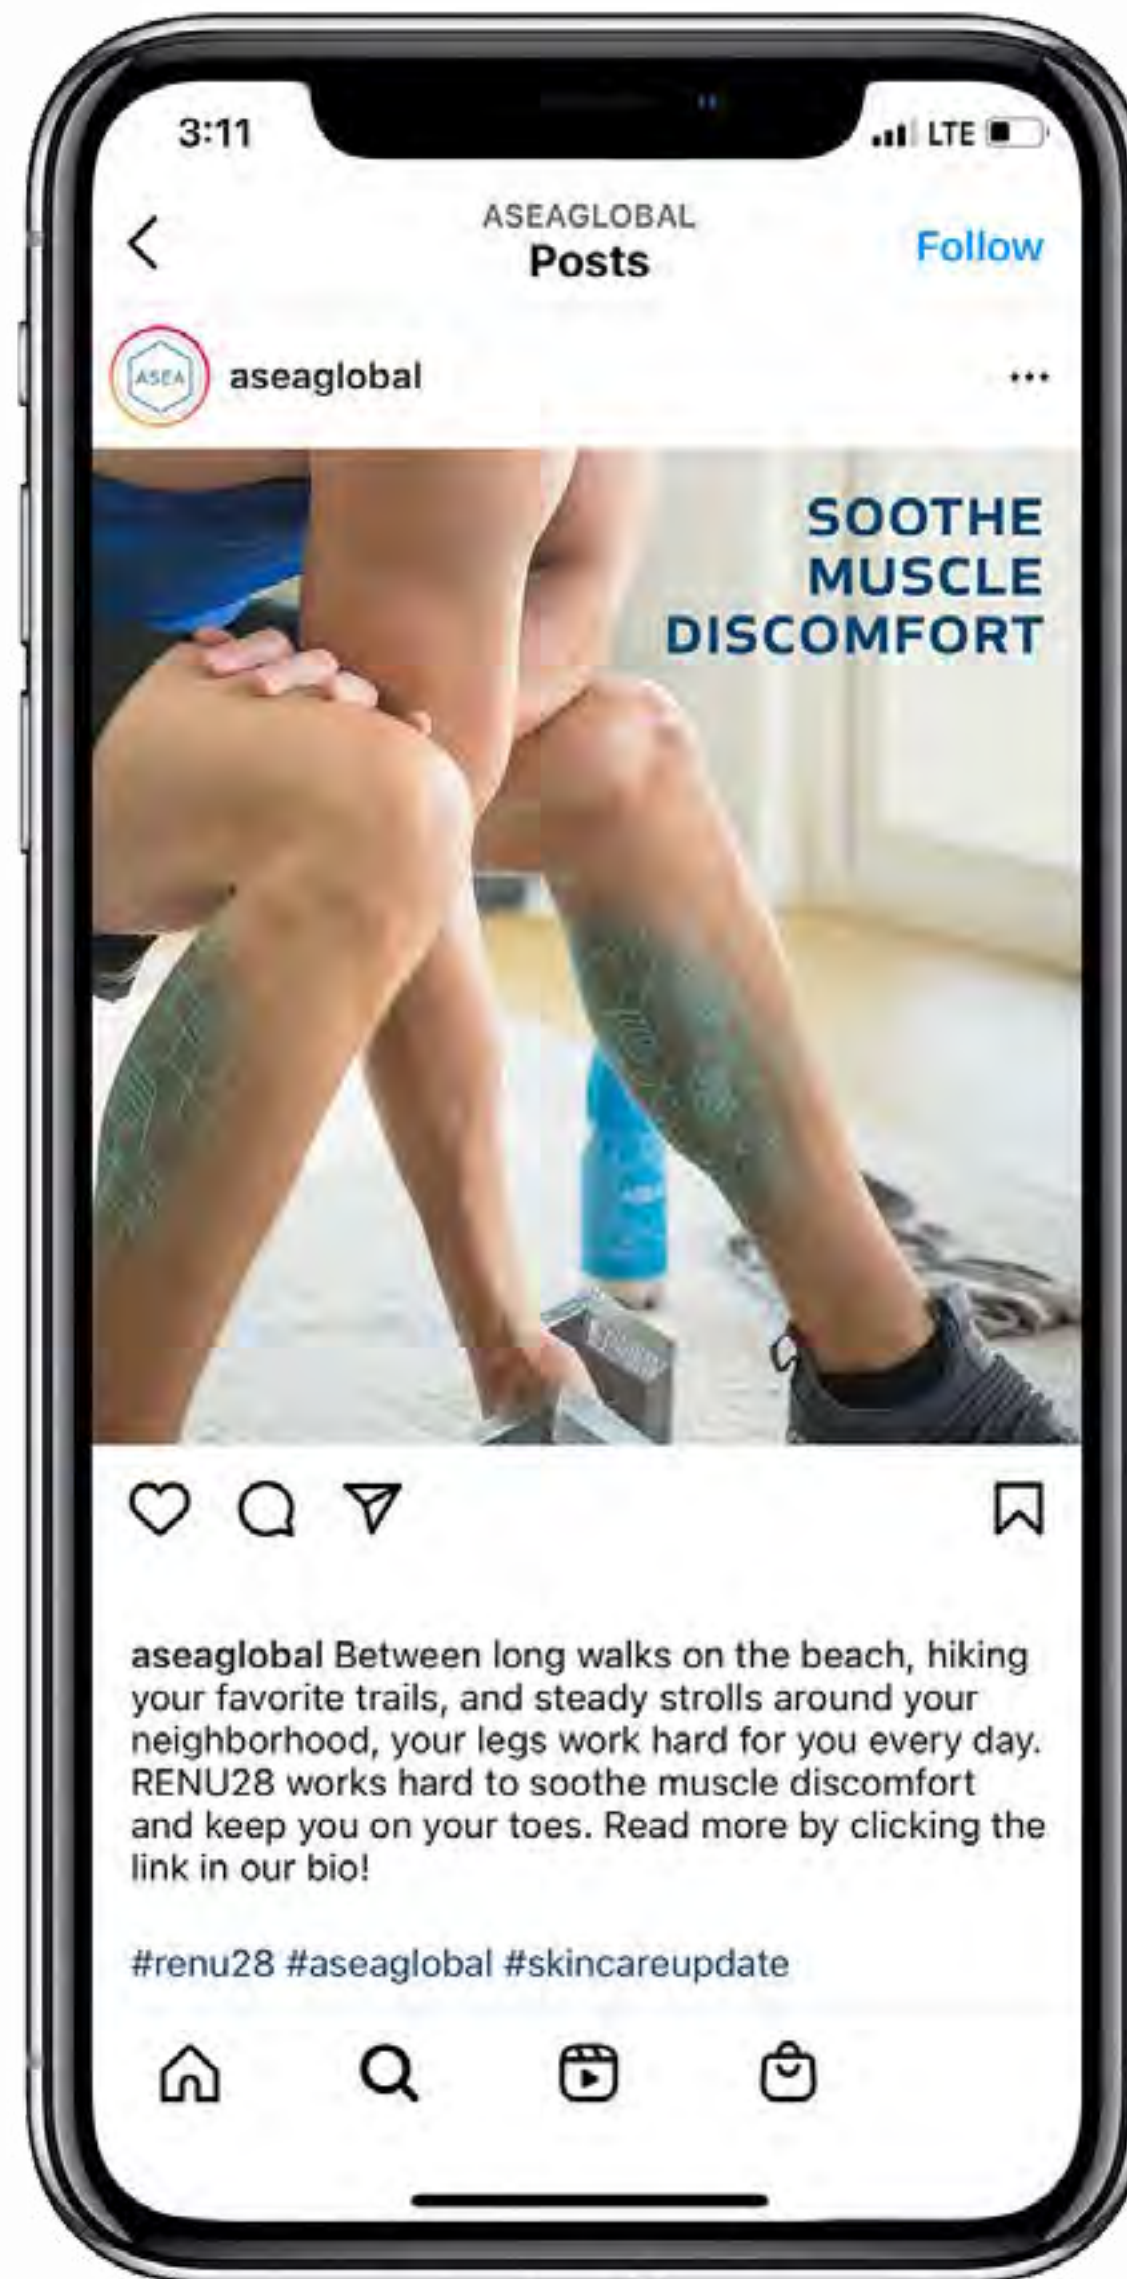 3:11
LTE
ASEAGLOBAL
Posts
Follow
ASEA
aseaglobal
SOOTHE
MUSCLE
DISCOMFORT
aseaglobal Between long walks on the beach, hiking
your favorite trails, and steady strolls around your
neighborhood, your legs work hard for you every day.
RENU28 works hard to soothe muscle discomfort
and keep you on your toes. Read more by clicking the
link in our bio!
#renu28 #aseaglobal #skincareupdate